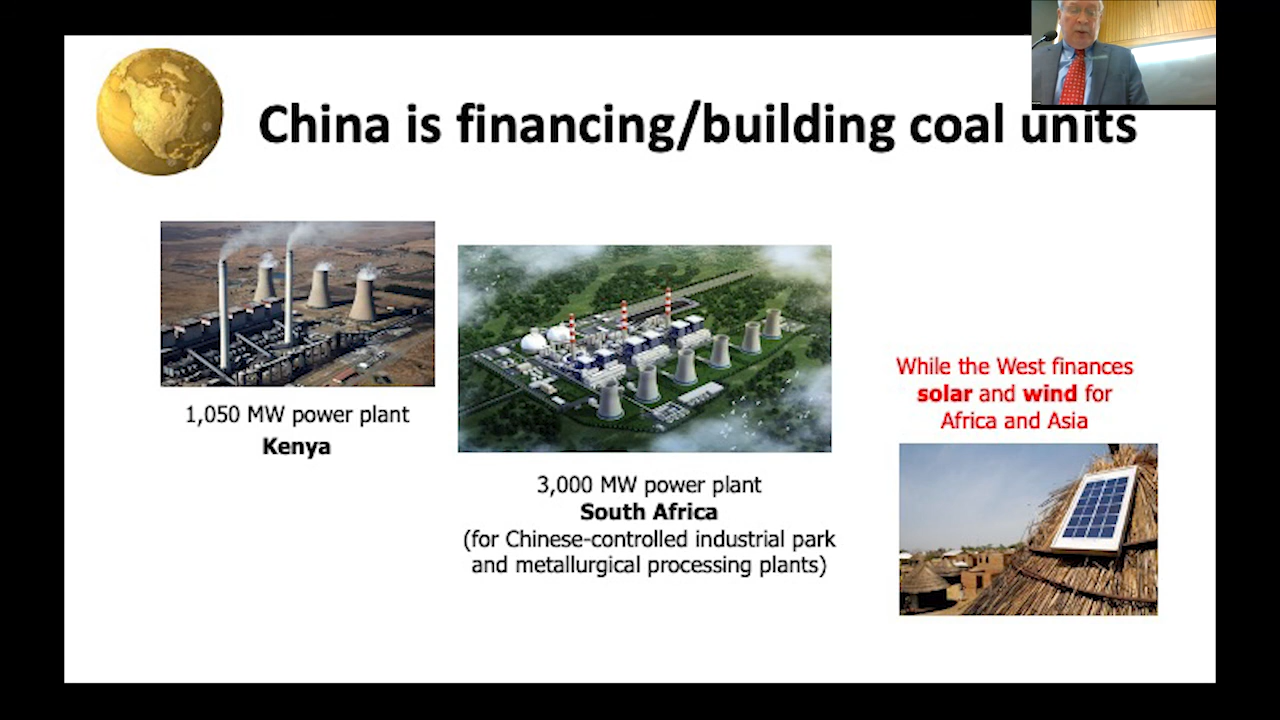 China is financing/building coal units
1,050 MW power plant
Kenya
3,000 MW power plant
South Africa
(for Chinese-controlled industrial park
and metallurgical processing plants)
While the West finances
solar and wind for
Africa and Asia